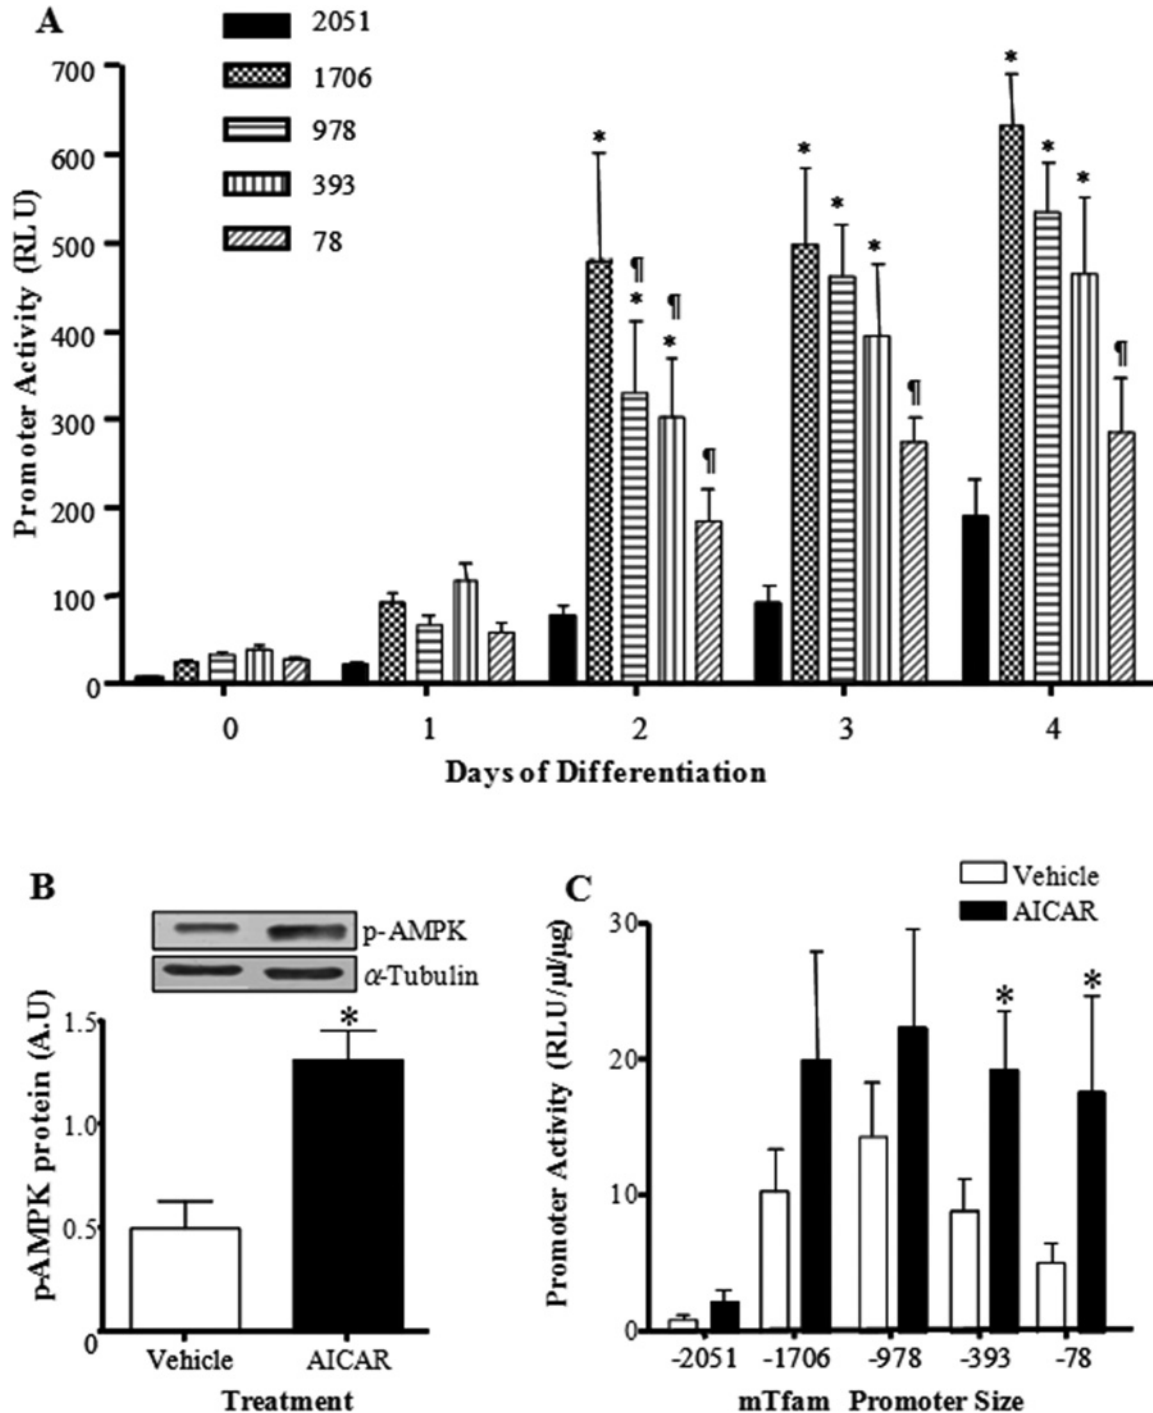 A
2051
1706
978
393
78
Promoter Activity (RLU)
700
600
500
400
300
200
100
0
* * * * * * * * *
¶ ¶ ¶ ¶ ¶
0 1 2 3 4
Days of Differentiation
B
p-AMPK
α-Tubulin
p-AMPK protein (A.U)
1.5
1.0
0.5
0
*
Vehicle AICAR
Treatment
C
Vehicle
AICAR
Promoter Activity (RLU/µl/µg)
30
20
10
0
* *
-2051 -1706 -978 -393 -78
mTfam Promoter Size